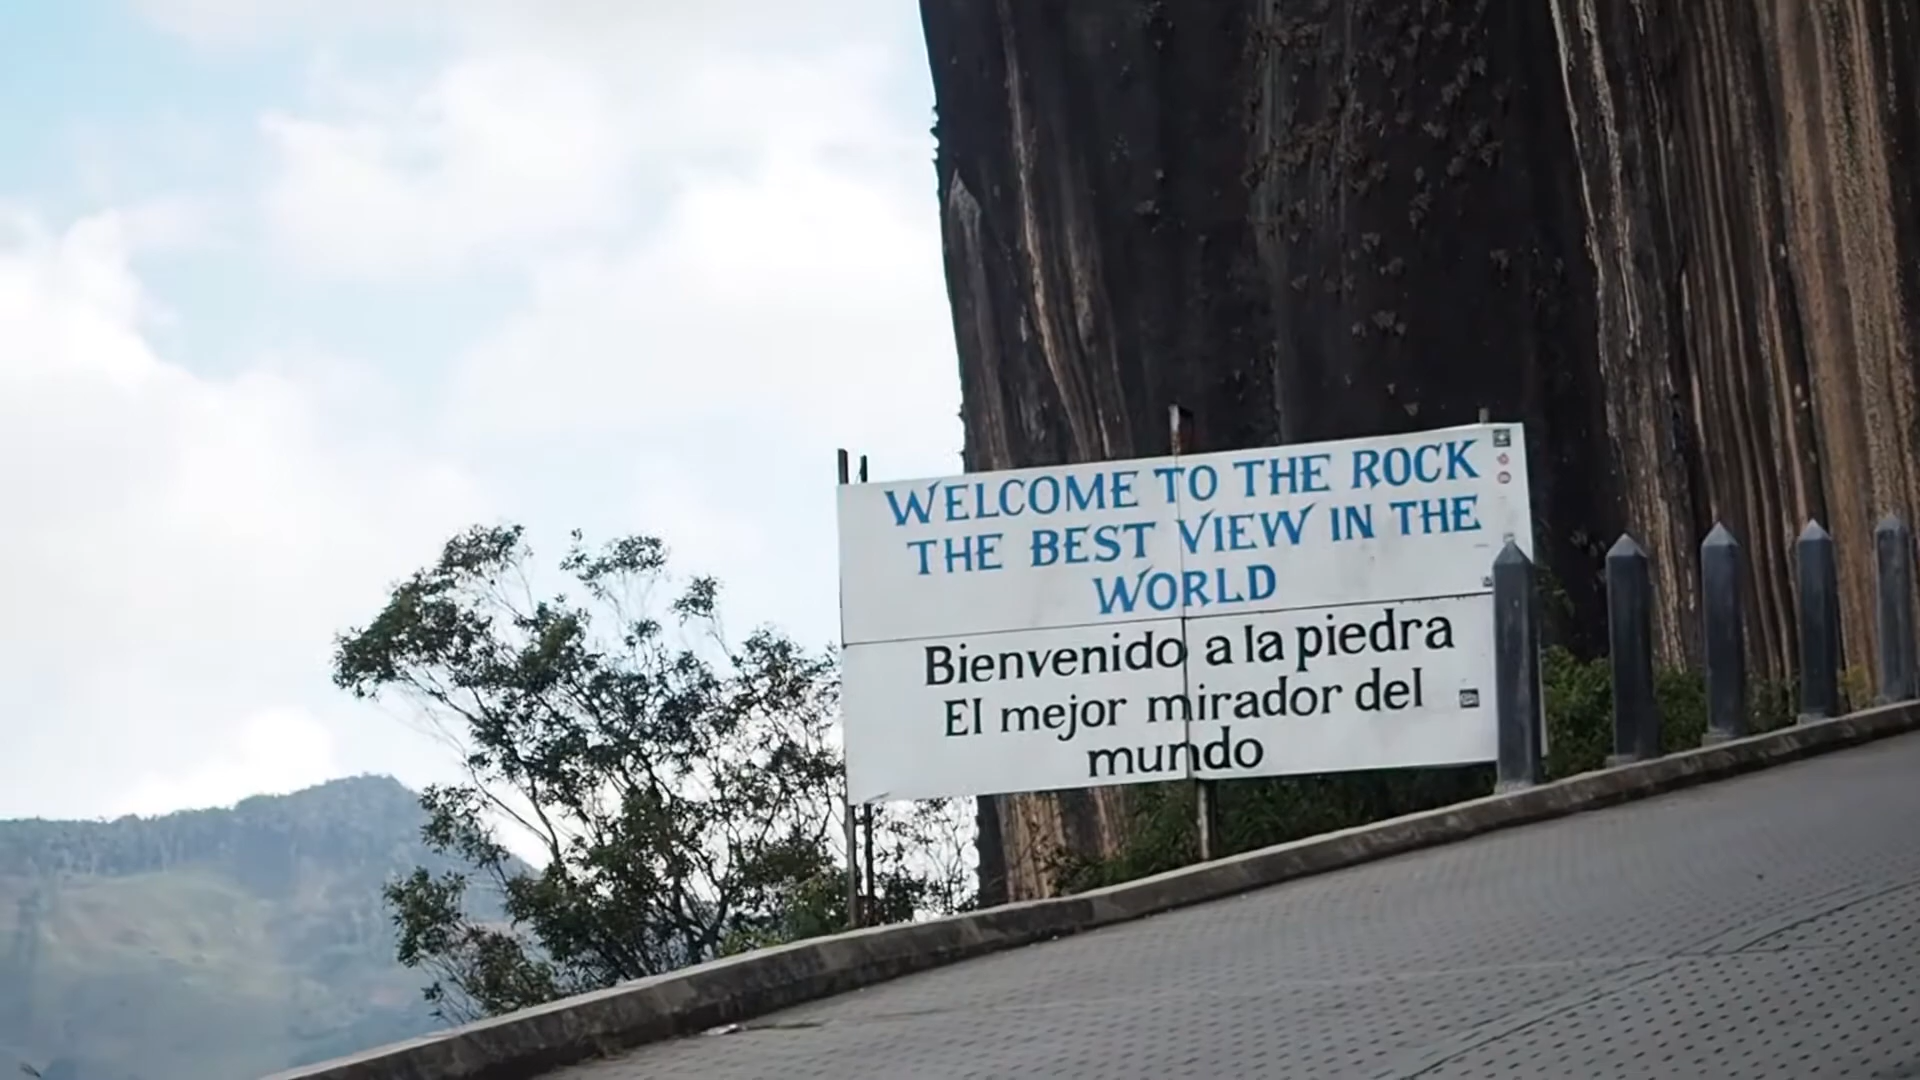 WELCOME TO THE ROCK
THE BEST VIEW IN THE
WORLD
Bienvenido a la piedra
El mejor mirador del
mundo